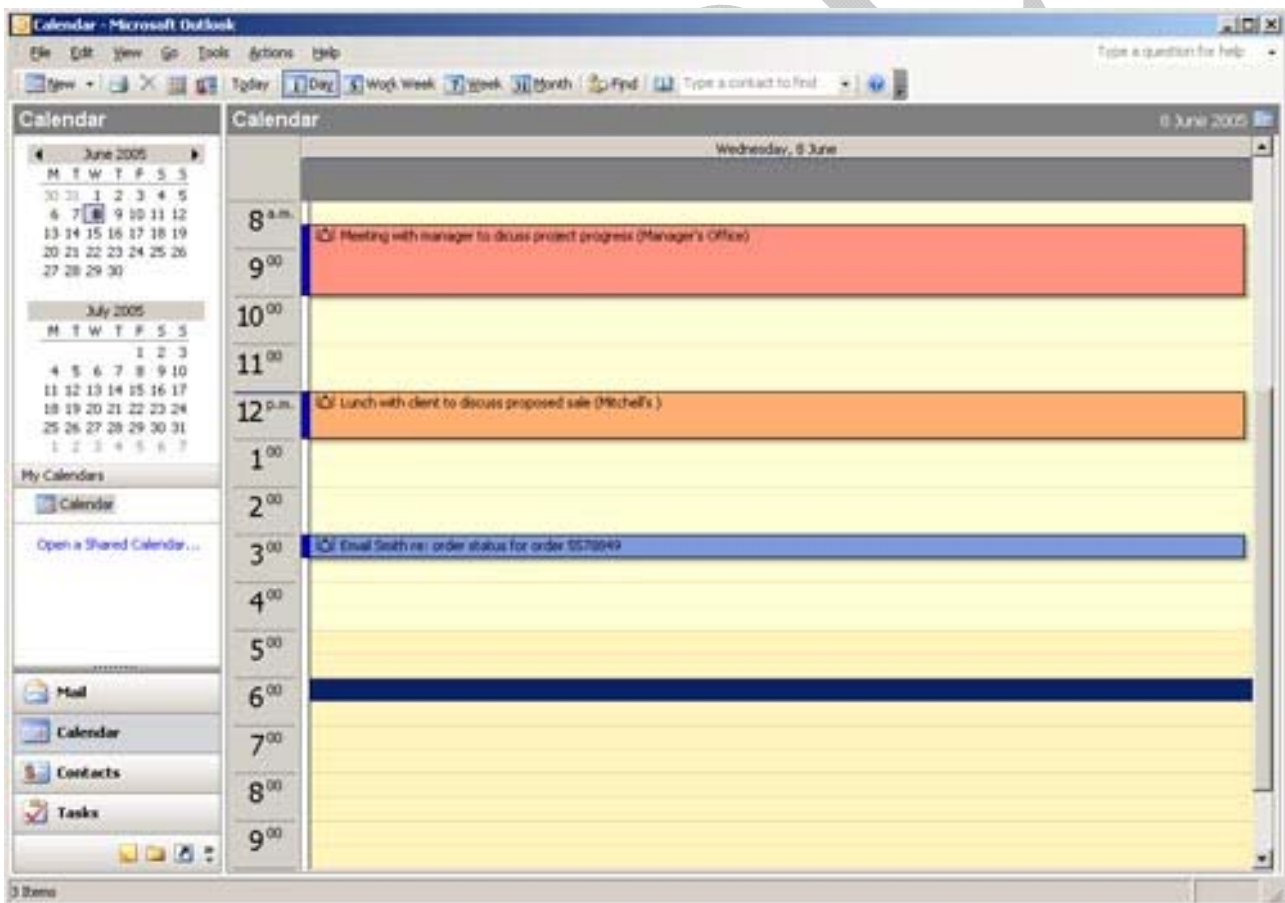 Calendar - Microsoft Outlook
File Edit View Go Tools Actions Help
Type a question for help
New Today 1 Day 5 Work Week 7 Week 31 Month Find Type a contact to find
Calendar
Calendar
8 June 2005
June 2005
M T W T F S S
30 31 1 2 3 4 5
6 7 8 9 10 11 12
13 14 15 16 17 18 19
20 21 22 23 24 25 26
27 28 29 30
July 2005
M T W T F S S
1 2 3
4 5 6 7 8 9 10
11 12 13 14 15 16 17
18 19 20 21 22 23 24
25 26 27 28 29 30 31
1 2 3 4 5 6 7
My Calendars
Calendar
Open a Shared Calendar...
Mail
Calendar
Contacts
Tasks
Wednesday, 8 June
8 a.m.
Meeting with manager to dicuss project progress (Manager's Office)
9 00
10 00
11 00
12 p.m.
Lunch with client to discuss proposed sale (Mitchell's )
1 00
2 00
3 00
Email Smith re: order status for order 5578849
4 00
5 00
6 00
7 00
8 00
9 00
3 Items